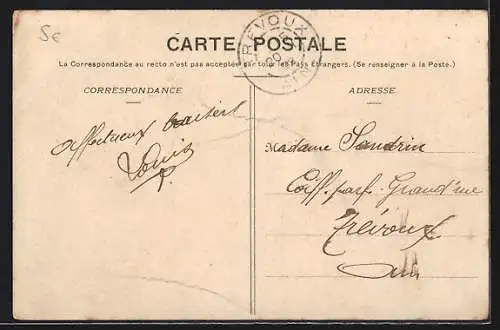 5e
TREVOUX
CARTE POSTALE
La Correspondance au recto n'est pas acceptée par tous les Pays Étrangers. (Se renseigner à la Poste.)
CORRESPONDANCE
affectueux baisers
Louis
ADRESSE
Madame Sandrin
Coiff. parf. Grand'rue
Trévoux
Ain